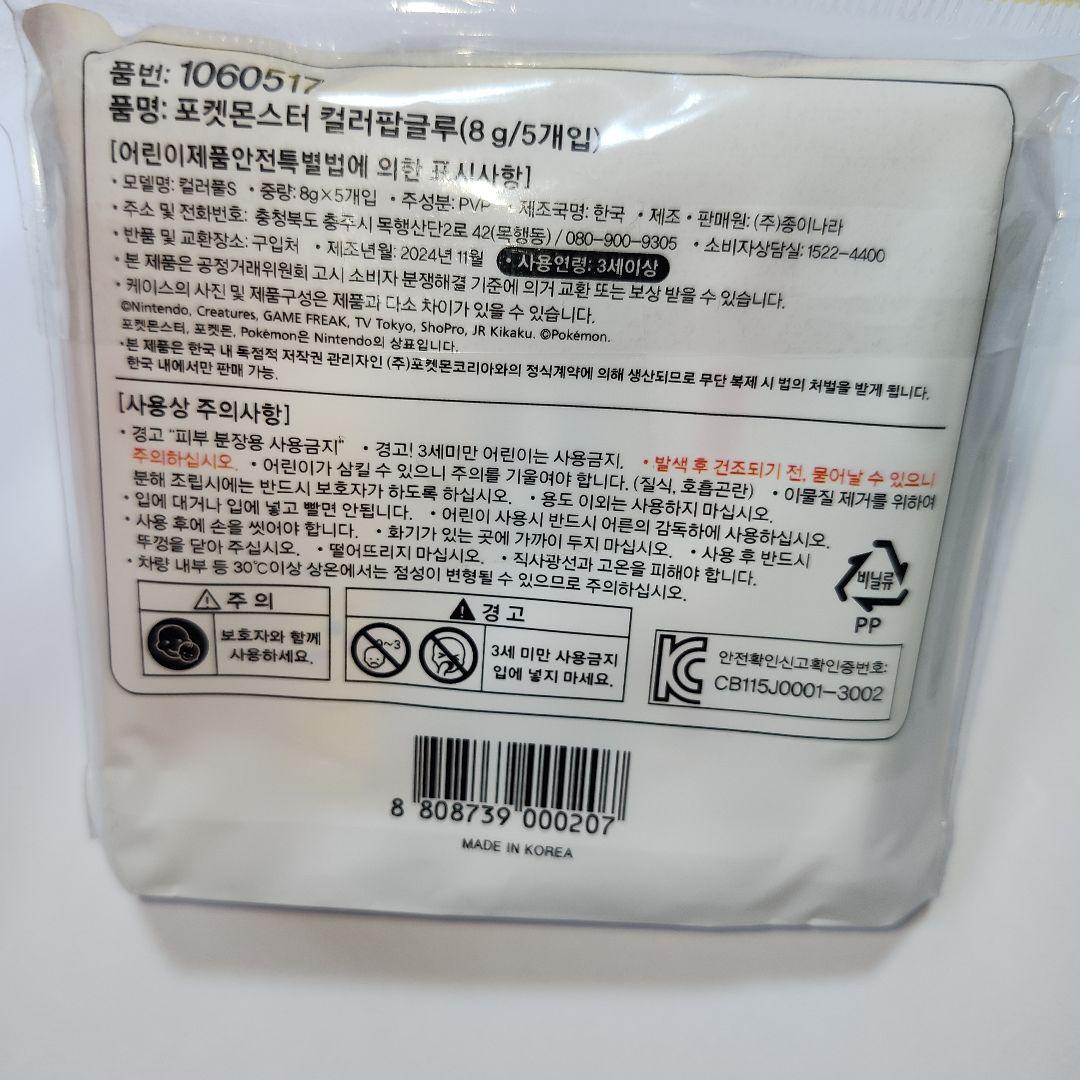 품번: 1060517
품명: 포켓몬스터 컬러팝글루(8 g/5개입)
[어린이제품안전특별법에 의한 표시사항]
• 모델명: 컬러풀S • 중량: 8g×5개입 • 주성분: PVP • 제조국명: 한국 • 제조 • 판매원: (주)종이나라
• 주소 및 전화번호: 충청북도 충주시 목행산단2로 42(목행동) / 080-900-9305 • 소비자상담실: 1522-4400
• 반품 및 교환장소: 구입처 • 제조년월: 2024년 11월 • 사용연령: 3세이상
• 본 제품은 공정거래위원회 고시 소비자 분쟁해결 기준에 의거 교환 또는 보상 받을 수 있습니다.
• 케이스의 사진 및 제품구성은 제품과 다소 차이가 있을 수 있습니다.
©Nintendo, Creatures, GAME FREAK, TV Tokyo, ShoPro, JR Kikaku. ©Pokémon.
포켓몬스터, 포켓몬, Pokémon은 Nintendo의 상표입니다.
•본 제품은 한국 내 독점적 저작권 관리자인 (주)포켓몬코리아와의 정식계약에 의해 생산되므로 무단 복제 시 법의 처벌을 받게 됩니다.
한국 내에서만 판매 가능.
[사용상 주의사항]
• 경고 "피부 분장용 사용금지" • 경고! 3세미만 어린이는 사용금지. • 발색 후 건조되기 전, 묻어날 수 있으니
주의하십시오. • 어린이가 삼킬 수 있으니 주의를 기울여야 합니다. (질식, 호흡곤란) • 이물질 제거를 위하여
분해 조립시에는 반드시 보호자가 하도록 하십시오. • 용도 이외는 사용하지 마십시오.
• 입에 대거나 입에 넣고 빨면 안됩니다. • 어린이 사용시 반드시 어른의 감독하에 사용하십시오.
• 사용 후에 손을 씻어야 합니다. • 화기가 있는 곳에 가까이 두지 마십시오. • 사용 후 반드시
뚜껑을 닫아 주십시오. • 떨어뜨리지 마십시오. • 직사광선과 고온을 피해야 합니다.
• 차량 내부 등 30℃이상 상온에서는 점성이 변형될 수 있으므로 주의하십시오.
비닐류
PP
주 의
보호자와 함께
사용하세요.
경 고
0~3
3세 미만 사용금지
입에 넣지 마세요.
안전확인신고확인증번호:
CB115J0001-3002
8 808739 000207
MADE IN KOREA